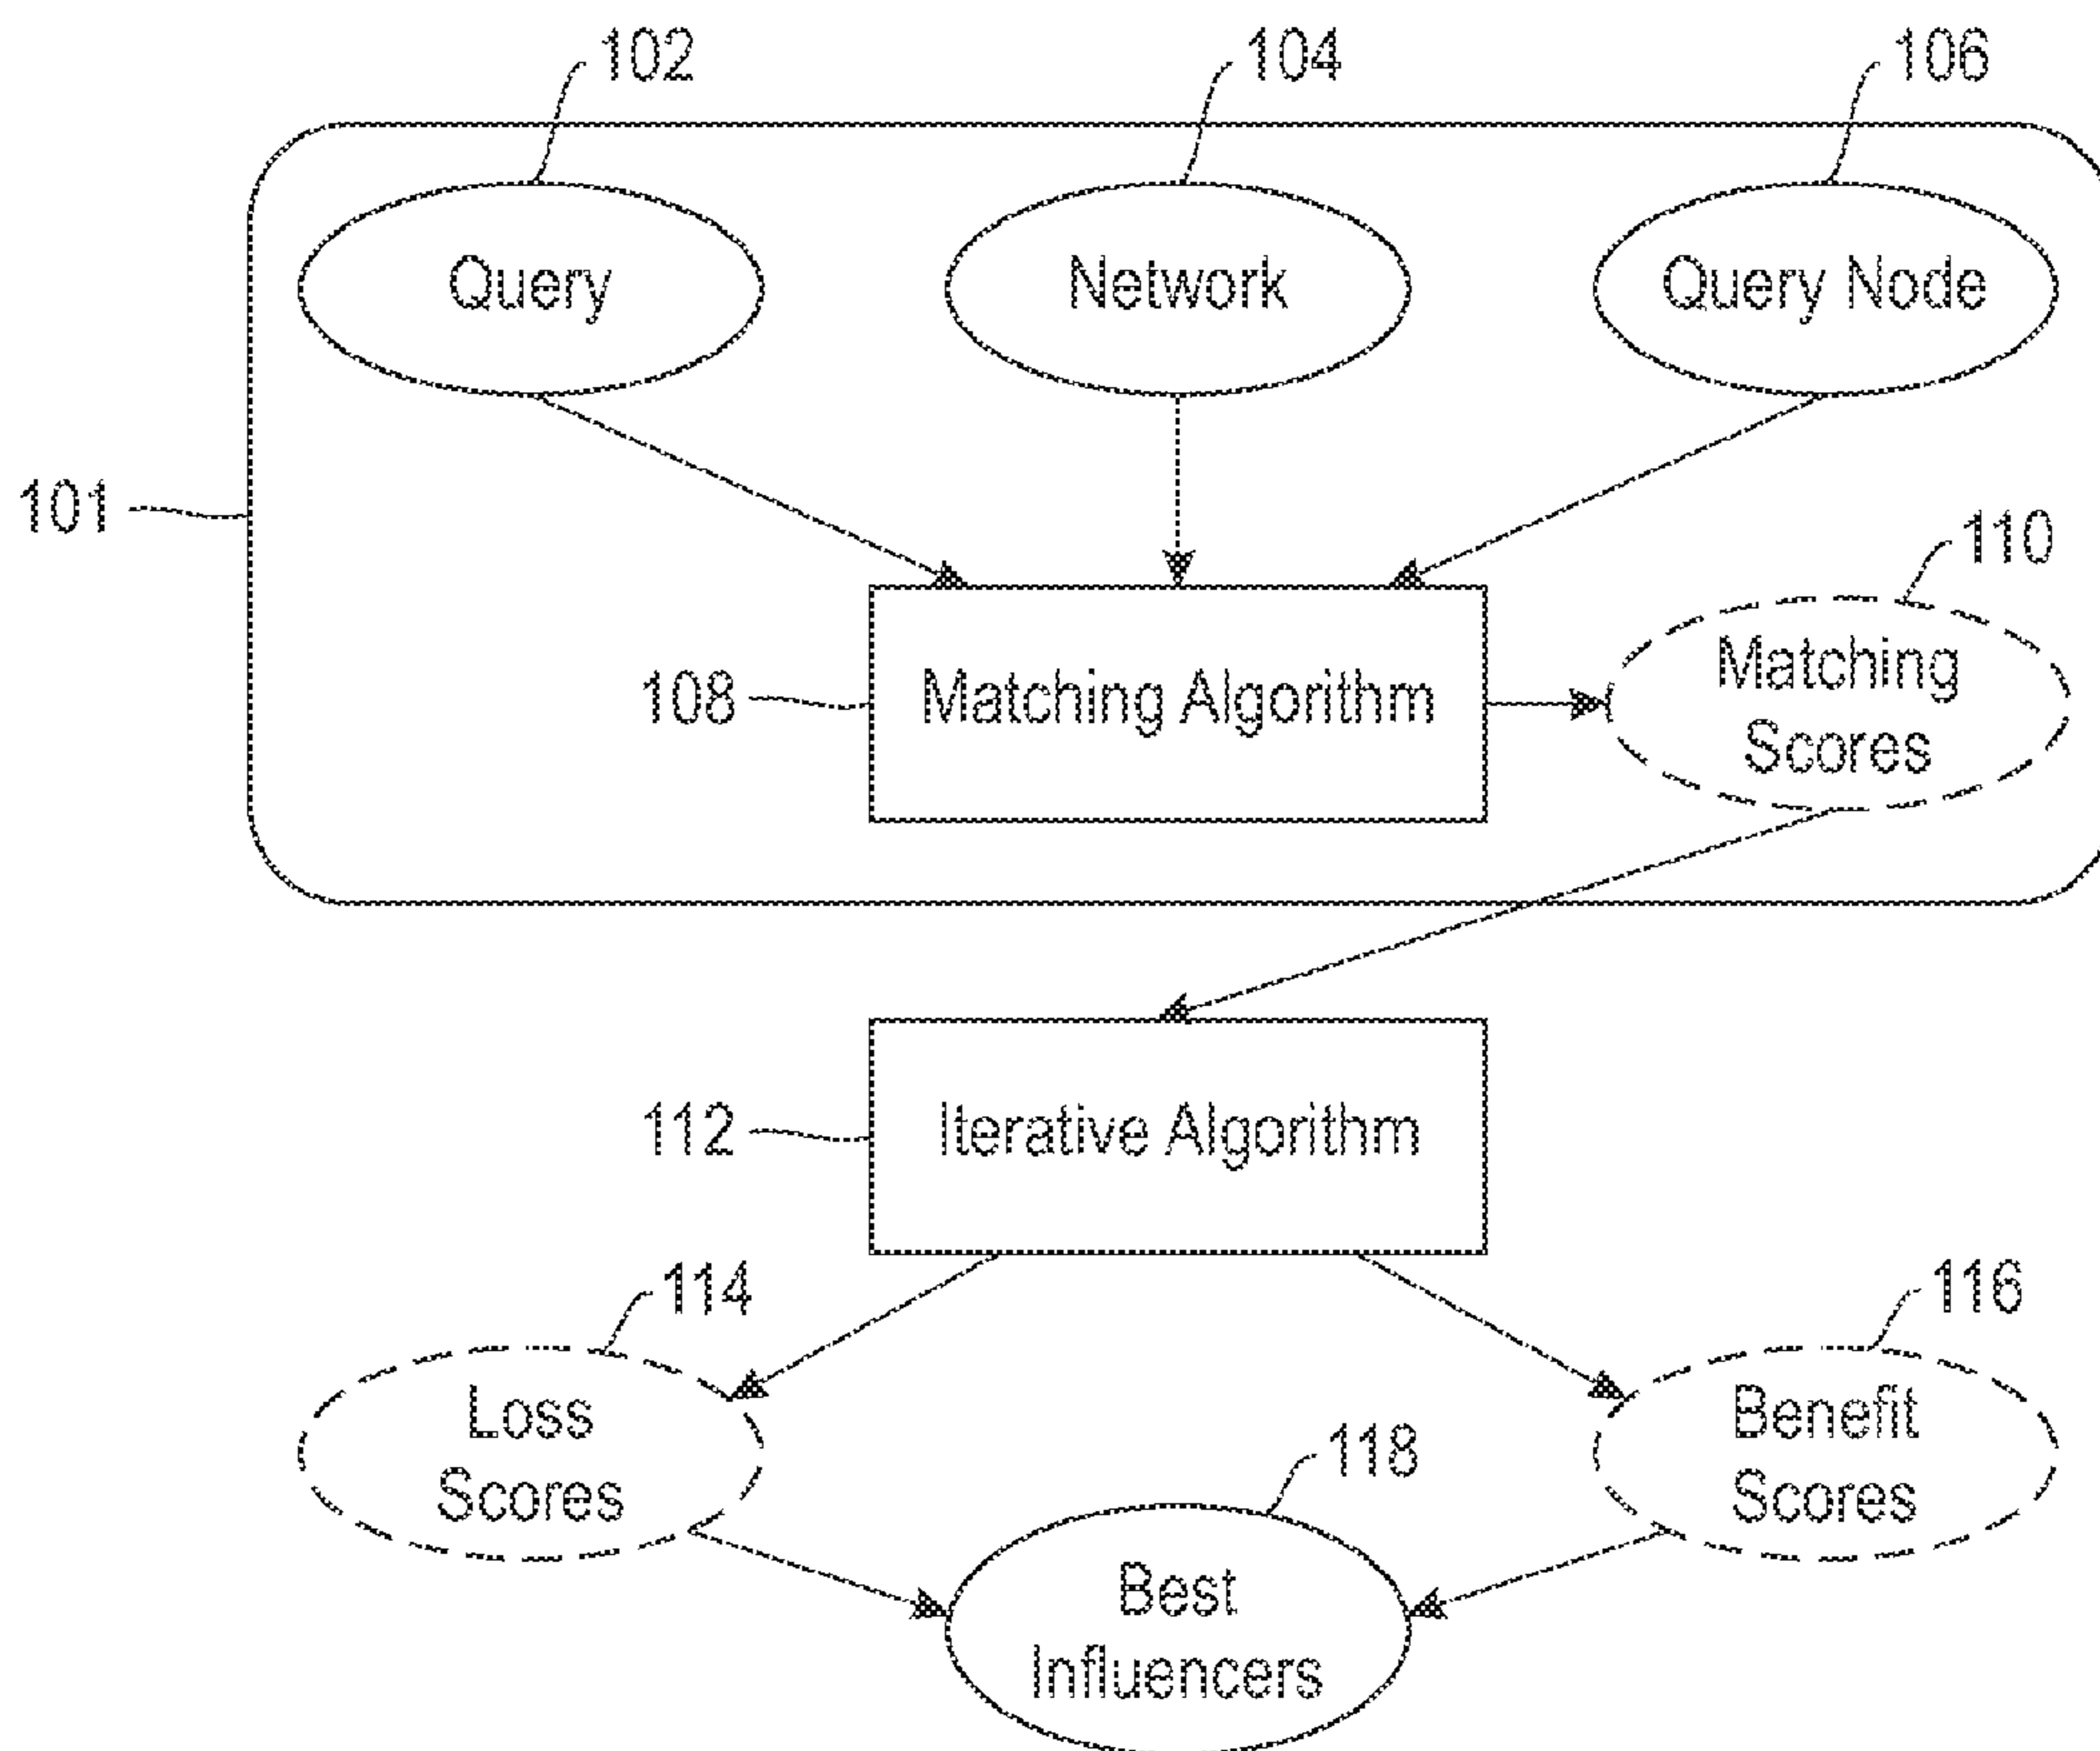 102
104
106
Query
Network
Query Node
101
110
108
Matching Algorithm
Matching
Scores
112
Iterative Algorithm
114
116
Loss
Scores
Benefit
Scores
118
Best
Influencers